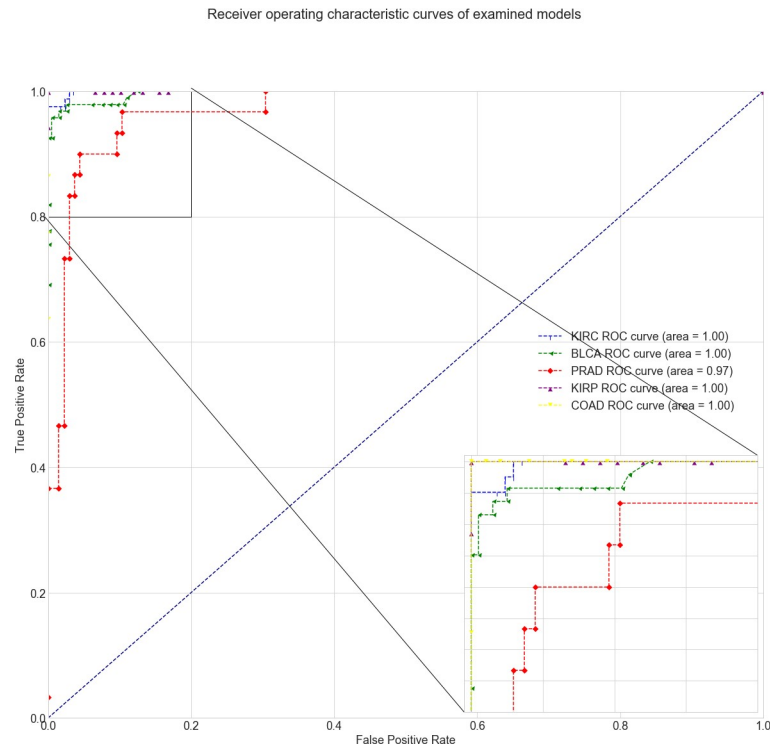 Receiver operating characteristic curves of examined models
1.0
0.8
0.6
0.4
0.2
0.0
True Positive Rate
KIRC ROC curve (area = 1.00)
BLCA ROC curve (area = 1.00)
PRAD ROC curve (area = 0.97)
KIRP ROC curve (area = 1.00)
COAD ROC curve (area = 1.00)
0.0 0.2 0.4 0.6 0.8 1.0
False Positive Rate